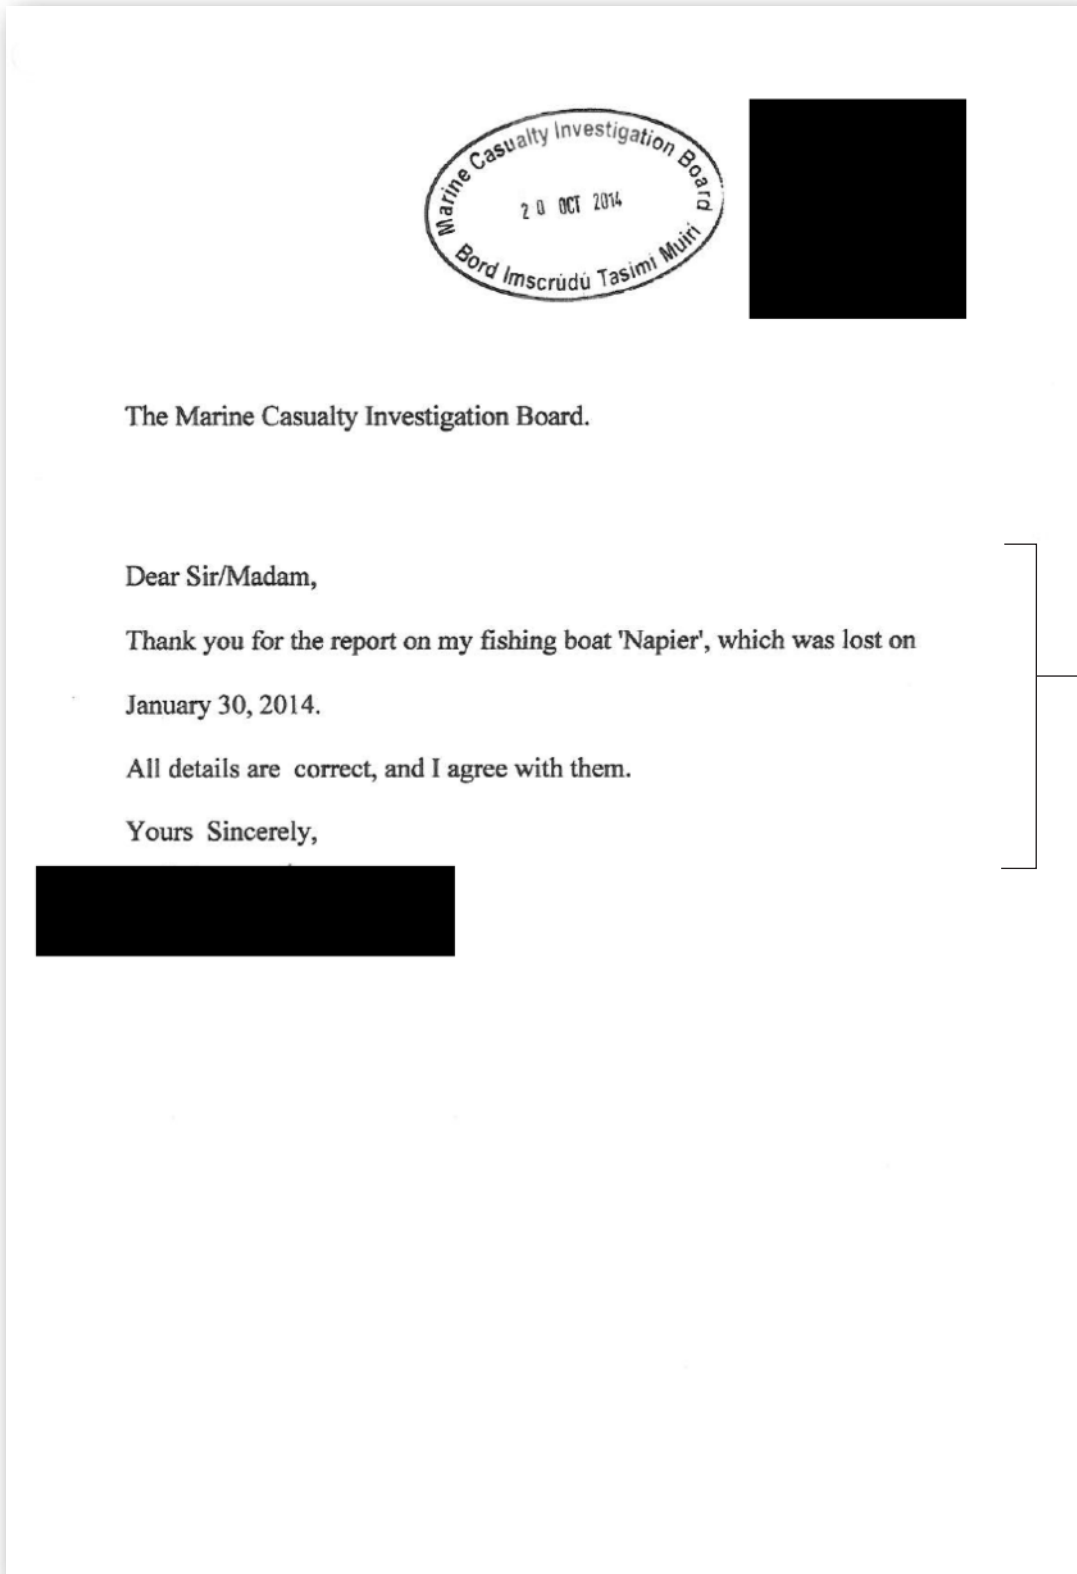 Marine Casualty Investigation Board
20 OCT 2014
Bord Imscrúdú Tasimi Muirí
The Marine Casualty Investigation Board.
Dear Sir/Madam,
Thank you for the report on my fishing boat 'Napier', which was lost on
January 30, 2014.
All details are  correct, and I agree with them.
Yours  Sincerely,